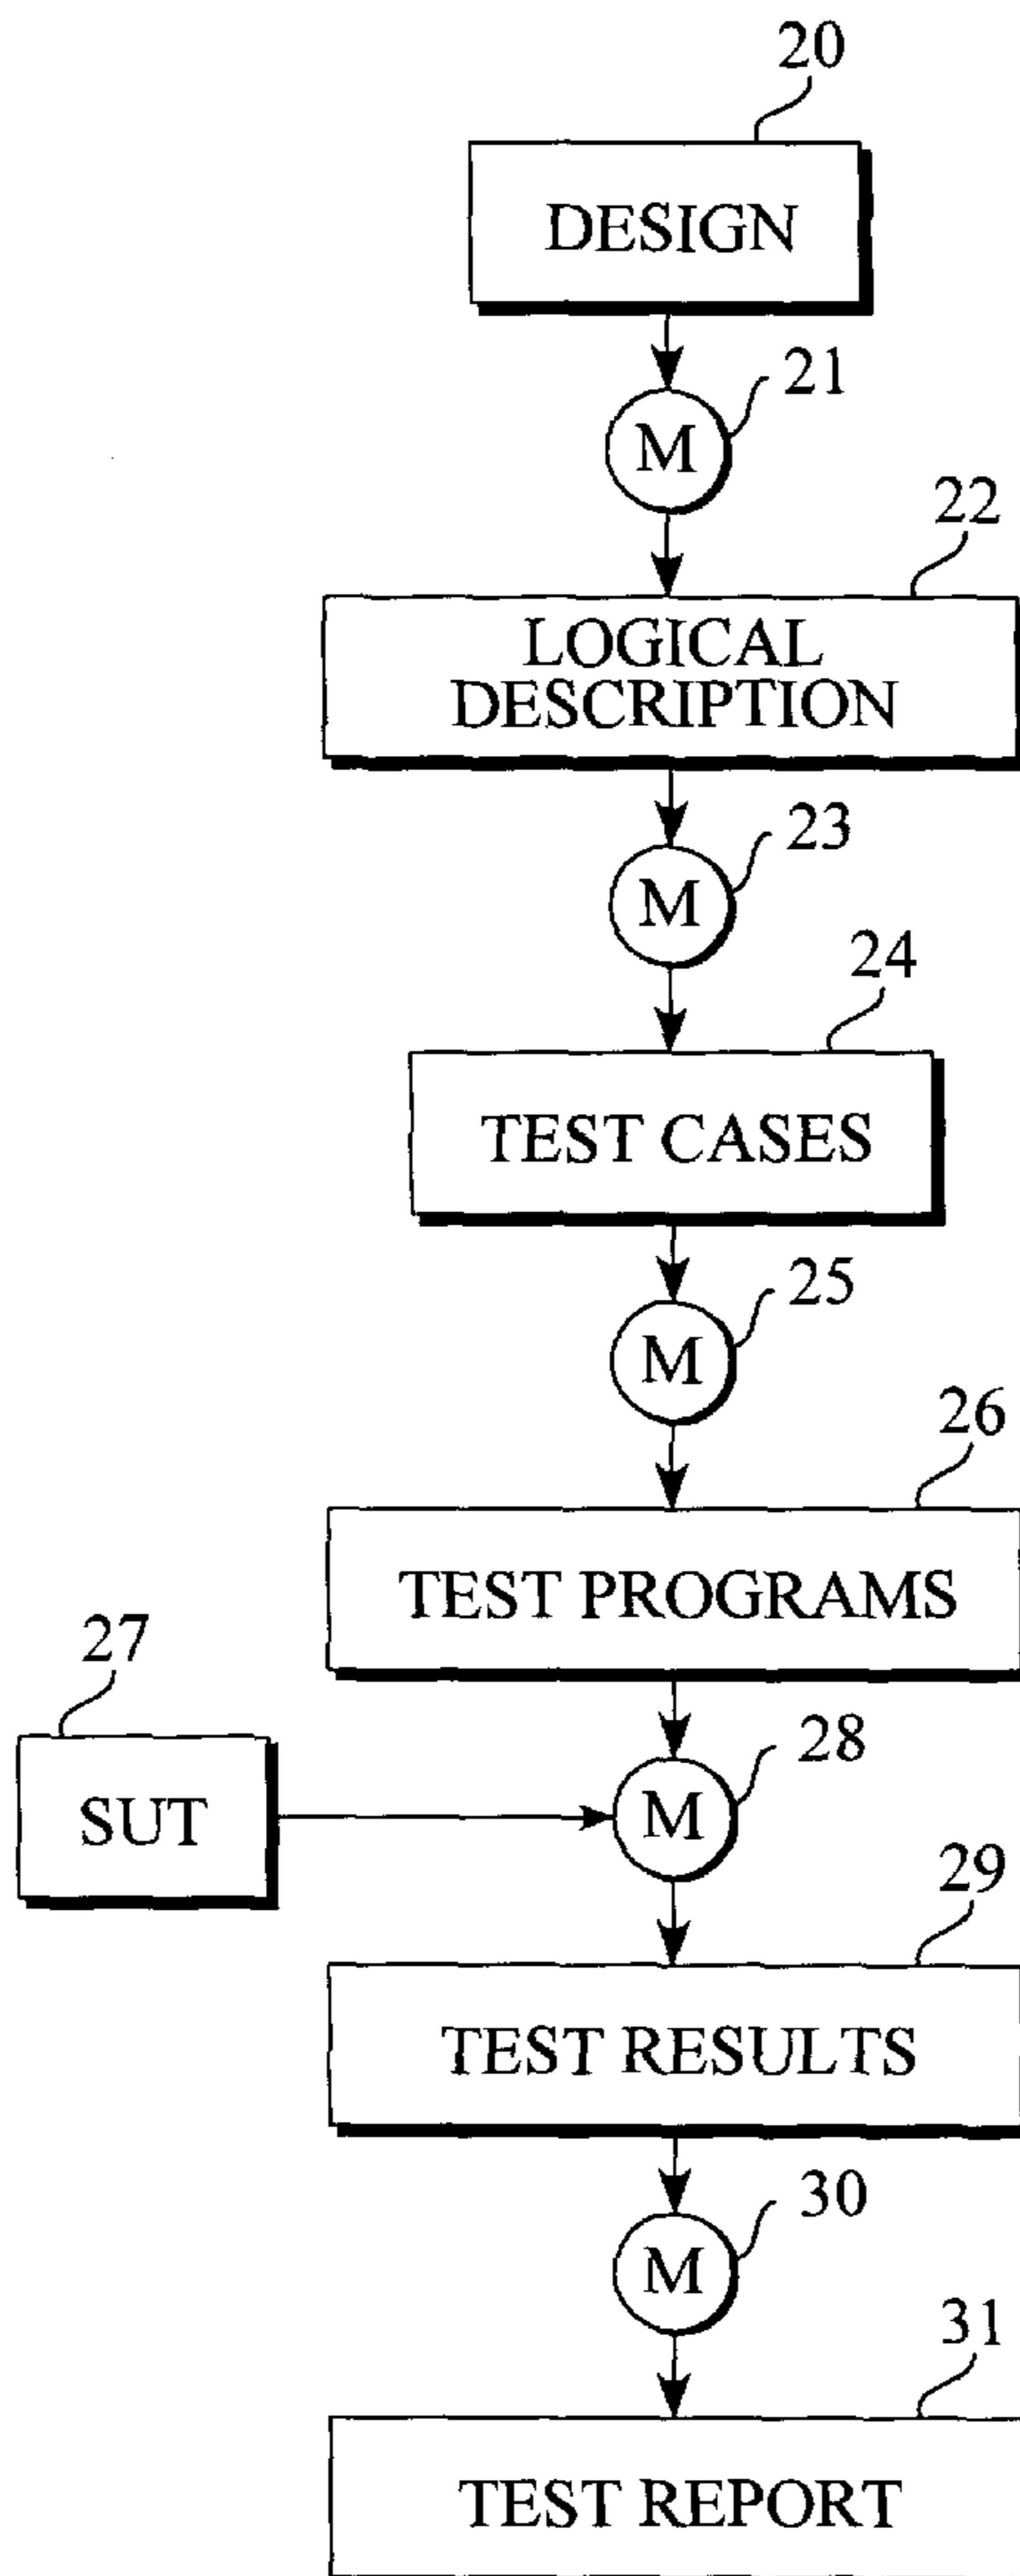 20
DESIGN
21
M
22
LOGICAL
DESCRIPTION
23
M
24
TEST CASES
25
M
26
TEST PROGRAMS
27
SUT
28
M
29
TEST RESULTS
30
M
31
TEST REPORT